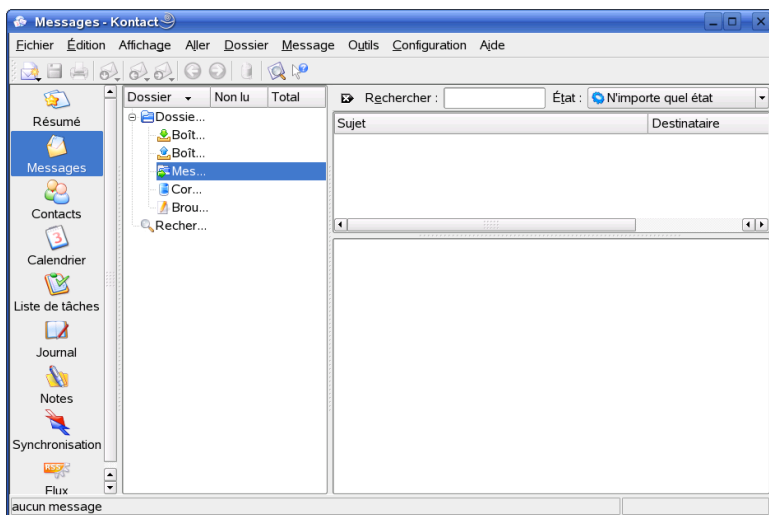 Messages - Kontact
Fichier Édition Affichage Aller Dossier Message Outils Configuration Aide
Résumé
Messages
Contacts
3
Calendrier
Liste de tâches
Journal
Notes
Synchronisation
RSS
Flux
Dossier Non lu Total
Dossie...
Boît...
Boît...
Mes...
Cor...
Brou...
Recher...
Rechercher : État : N'importe quel état
Sujet Destinataire
aucun message